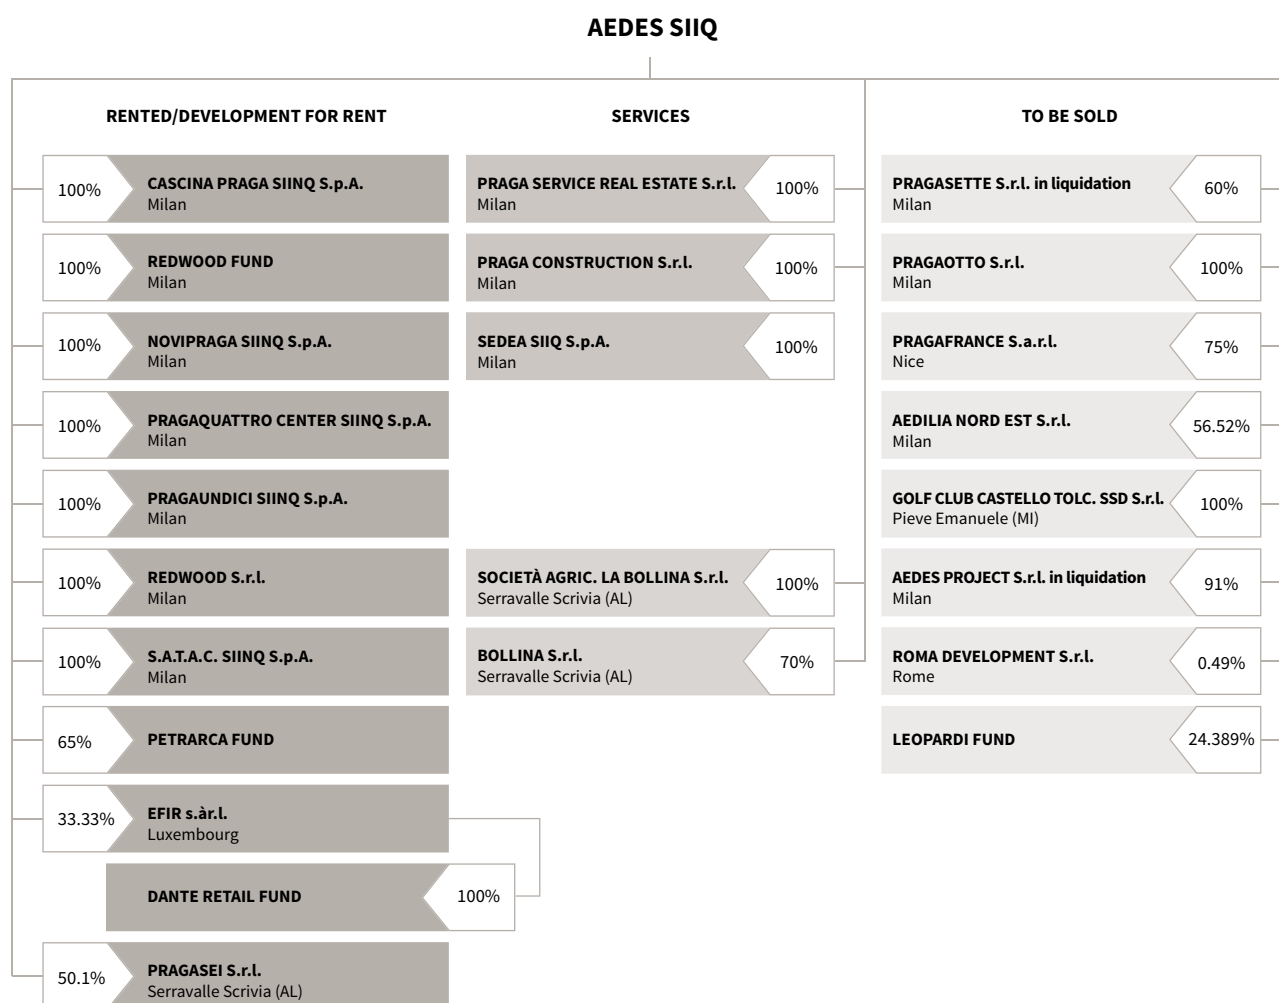 AEDES SIIQ
RENTED/DEVELOPMENT FOR RENT
100%
CASCINA PRAGA SIINQ S.p.A.
Milan
100%
REDWOOD FUND
Milan
100%
NOVIPRAGA SIINQ S.p.A.
Milan
100%
PRAGAQUATTRO CENTER SIINQ S.p.A.
Milan
100%
PRAGAUNDICI SIINQ S.p.A.
Milan
100%
REDWOOD S.r.l.
Milan
100%
S.A.T.A.C. SIINQ S.p.A.
Milan
65%
PETRARCA FUND
33.33%
EFIR s.àr.l.
Luxembourg
DANTE RETAIL FUND
100%
50.1%
PRAGASEI S.r.l.
Serravalle Scrivia (AL)
SERVICES
PRAGA SERVICE REAL ESTATE S.r.l.
Milan
100%
PRAGA CONSTRUCTION S.r.l.
Milan
100%
SEDEA SIIQ S.p.A.
Milan
100%
SOCIETÀ AGRIC. LA BOLLINA S.r.l.
Serravalle Scrivia (AL)
100%
BOLLINA S.r.l.
Serravalle Scrivia (AL)
70%
TO BE SOLD
PRAGASETTE S.r.l. in liquidation
Milan
60%
PRAGAOTTO S.r.l.
Milan
100%
PRAGAFRANCE S.a.r.l.
Nice
75%
AEDILIA NORD EST S.r.l.
Milan
56.52%
GOLF CLUB CASTELLO TOLC. SSD S.r.l.
Pieve Emanuele (MI)
100%
AEDES PROJECT S.r.l. in liquidation
Milan
91%
ROMA DEVELOPMENT S.r.l.
Rome
0.49%
LEOPARDI FUND
24.389%